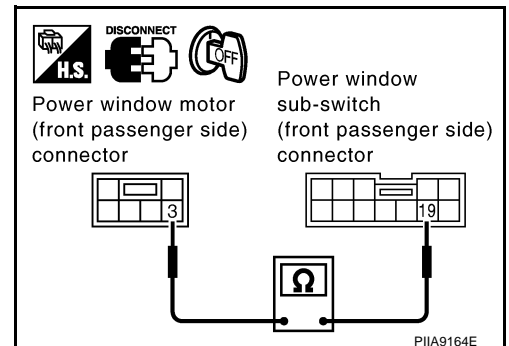 DISCONNECT
H.S.
OFF
Power window motor
(front passenger side)
connector
Power window
sub-switch
(front passenger side)
connector
3
19
Ω
PIIA9164E